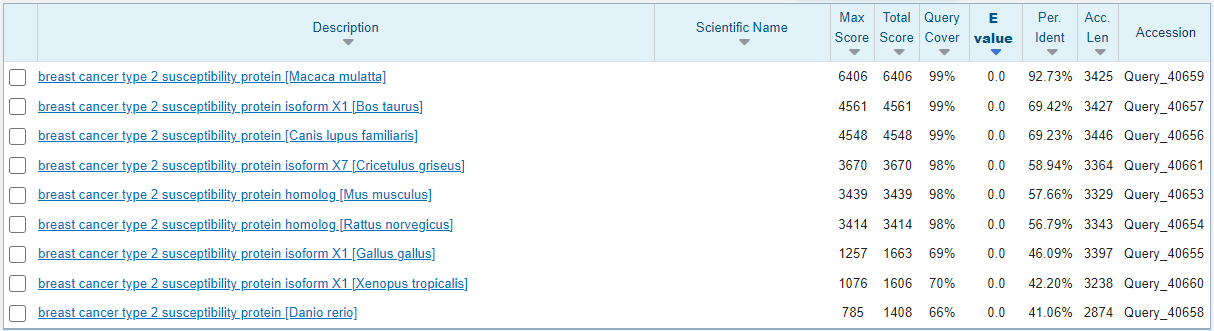 Description Scientific Name Max Score Total Score Query Cover E value Per. Ident Acc. Len Accession
breast cancer type 2 susceptibility protein [Macaca mulatta] 6406 6406 99% 0.0 92.73% 3425 Query_40659
breast cancer type 2 susceptibility protein isoform X1 [Bos taurus] 4561 4561 99% 0.0 69.42% 3427 Query_40657
breast cancer type 2 susceptibility protein [Canis lupus familiaris] 4548 4548 99% 0.0 69.23% 3446 Query_40656
breast cancer type 2 susceptibility protein isoform X7 [Cricetulus griseus] 3670 3670 98% 0.0 58.94% 3364 Query_40661
breast cancer type 2 susceptibility protein homolog [Mus musculus] 3439 3439 98% 0.0 57.66% 3329 Query_40653
breast cancer type 2 susceptibility protein homolog [Rattus norvegicus] 3414 3414 98% 0.0 56.79% 3343 Query_40654
breast cancer type 2 susceptibility protein isoform X1 [Gallus gallus] 1257 1663 69% 0.0 46.09% 3397 Query_40655
breast cancer type 2 susceptibility protein isoform X1 [Xenopus tropicalis] 1076 1606 70% 0.0 42.20% 3238 Query_40660
breast cancer type 2 susceptibility protein [Danio rerio] 785 1408 66% 0.0 41.06% 2874 Query_40658